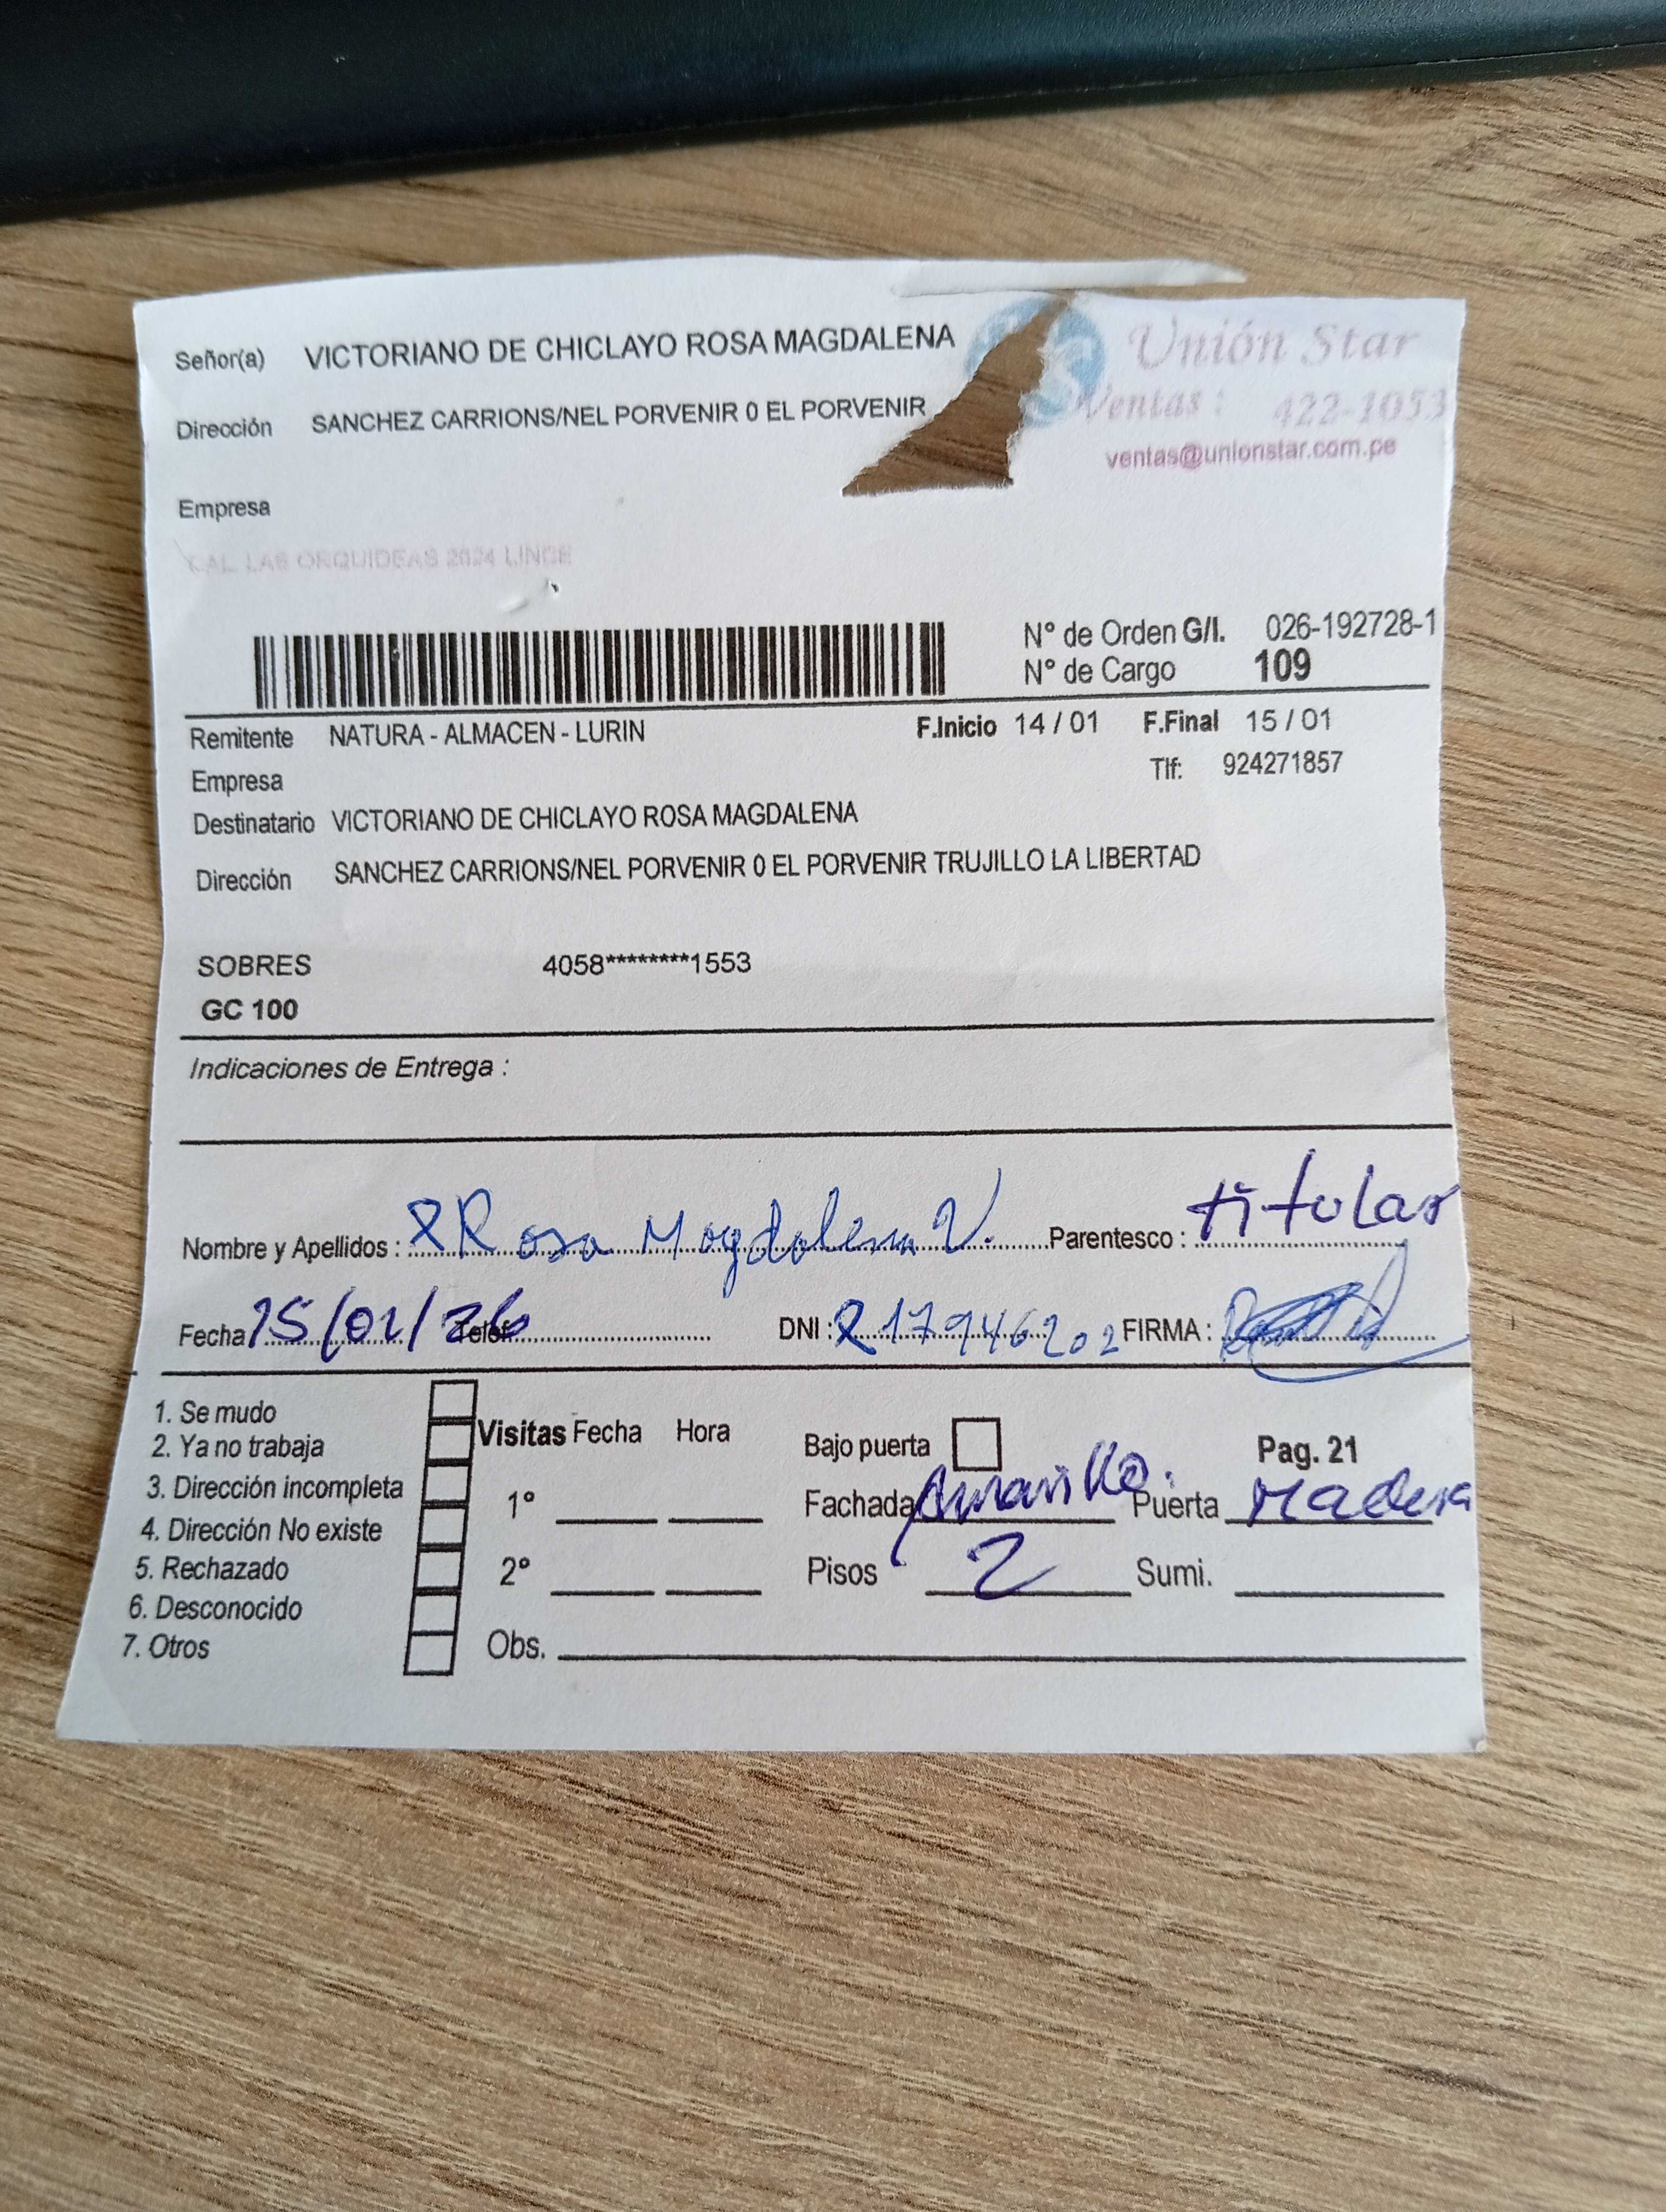 Señor(a) VICTORIANO DE CHICLAYO ROSA MAGDALENA
Unión Star
Dirección SANCHEZ CARRIONS/NEL PORVENIR 0 EL PORVENIR
Ventas : 422-1053
ventas@unionstar.com.pe
Empresa
CAL. LAS ORQUIDEAS 2624 LINCE
N° de Orden G/I. 026-192728-1
N° de Cargo 109
Remitente NATURA - ALMACEN - LURIN F.Inicio 14 / 01 F.Final 15 / 01
Empresa Tlf: 924271857
Destinatario VICTORIANO DE CHICLAYO ROSA MAGDALENA
Dirección SANCHEZ CARRIONS/NEL PORVENIR 0 EL PORVENIR TRUJILLO LA LIBERTAD
SOBRES 4058********1553
GC 100
Indicaciones de Entrega :
Nombre y Apellidos : Rosa Magdalena V. Parentesco : titular
Fecha 15/01/26 Telef: DNI : 17946202 FIRMA :
1. Se mudo
2. Ya no trabaja
3. Dirección incompleta
4. Dirección No existe
5. Rechazado
6. Desconocido
7. Otros
Visitas Fecha Hora
1°
2°
Obs.
Bajo puerta Pag. 21
Fachada Amarillo. Puerta Madera
Pisos 2 Sumi.